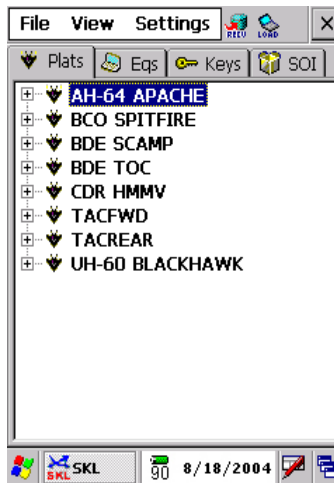 File View Settings RECV LOAD X
Plats Eqs Keys SOI
AH-64 APACHE
BCO SPITFIRE
BDE SCAMP
BDE TOC
CDR HMMV
TACFWD
TACREAR
UH-60 BLACKHAWK
SKL SKL 90 8/18/2004